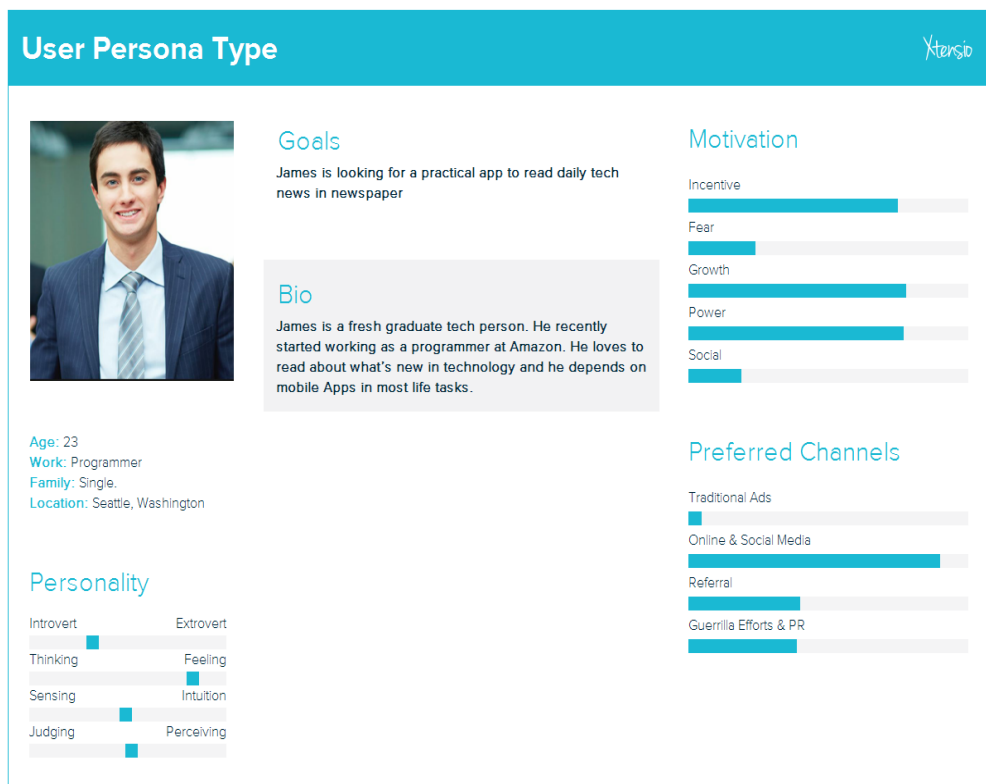 User Persona Type
Xtensio
Goals
James is looking for a practical app to read daily tech
news in newspaper
Bio
James is a fresh graduate tech person. He recently
started working as a programmer at Amazon. He loves to
read about what's new in technology and he depends on
mobile Apps in most life tasks.
Age: 23
Work: Programmer
Family: Single.
Location: Seattle, Washington
Personality
Introvert Extrovert
Thinking Feeling
Sensing Intuition
Judging Perceiving
Motivation
Incentive
Fear
Growth
Power
Social
Preferred Channels
Traditional Ads
Online & Social Media
Referral
Guerrilla Efforts & PR